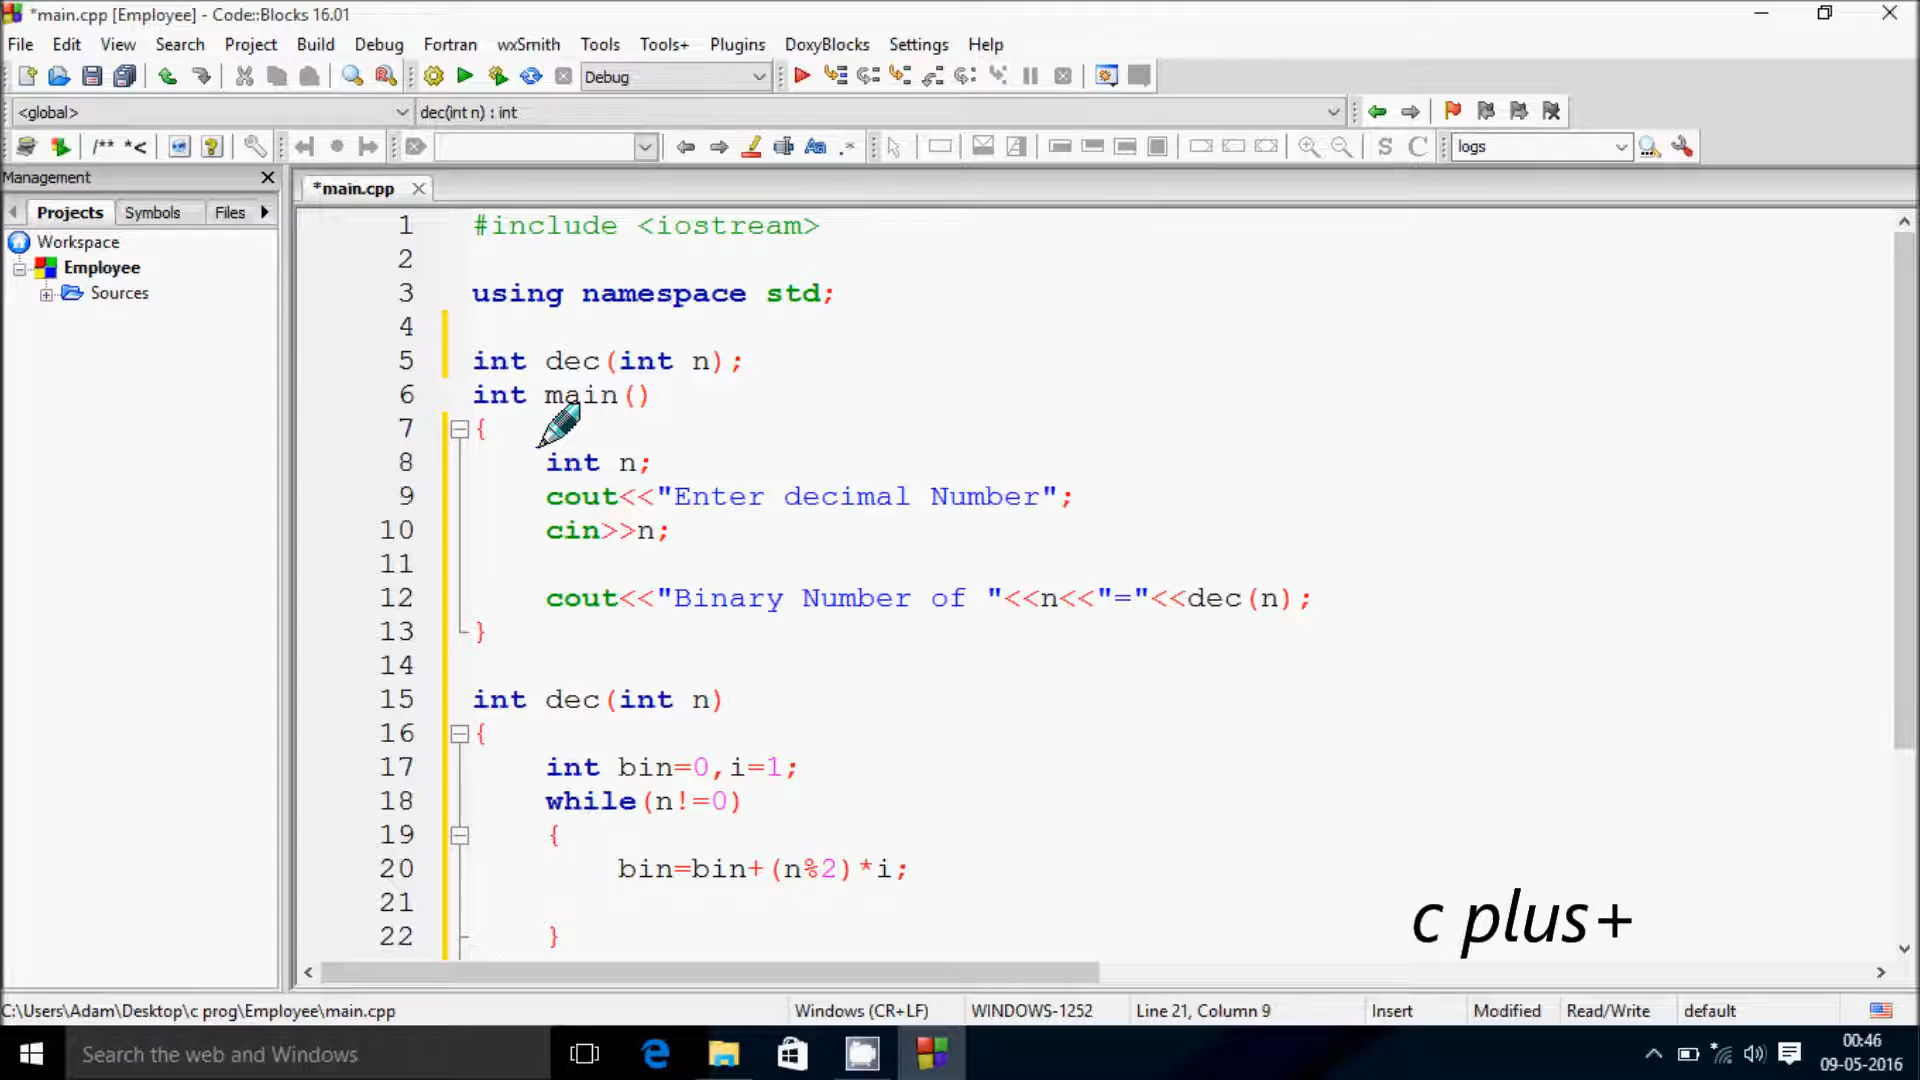 *main.cpp [Employee] - Code::Blocks 16.01
File Edit View Search Project Build Debug Fortran wxSmith Tools Tools+ Plugins DoxyBlocks Settings Help
Debug
<global> dec(int n) : int
/** *< Aa .* S C logs
Management
*main.cpp
Projects Symbols Files
Workspace
Employee
Sources
1 #include <iostream>
2
3 using namespace std;
4
5 int dec(int n);
6 int main()
7 {
8 int n;
9 cout<<"Enter decimal Number";
10 cin>>n;
11
12 cout<<"Binary Number of "<<n<<"="<<dec(n);
13 }
14
15 int dec(int n)
16 {
17 int bin=0,i=1;
18 while(n!=0)
19 {
20 bin=bin+(n%2)*i;
21
22 }
c plus+
C:\Users\Adam\Desktop\c prog\Employee\main.cpp Windows (CR+LF) WINDOWS-1252 Line 21, Column 9 Insert Modified Read/Write default
Search the web and Windows
00:46
09-05-2016